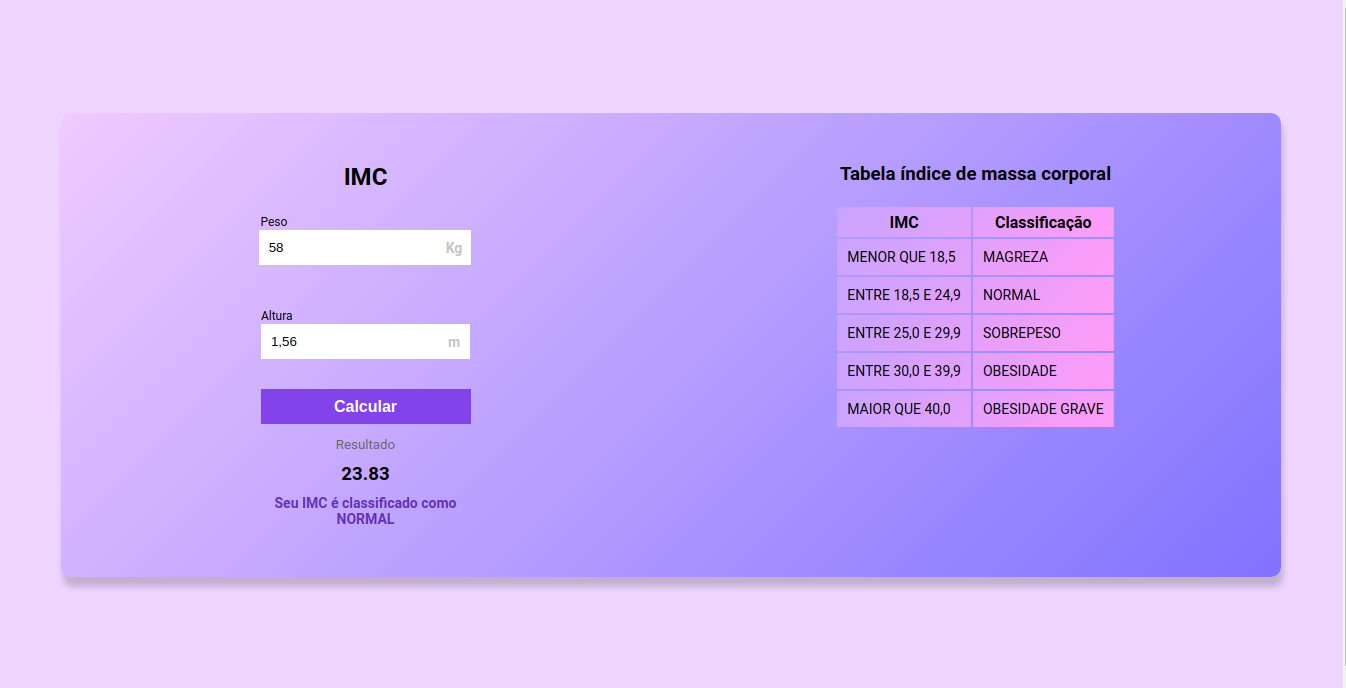 IMC
Peso
58 Kg
Altura
1,56 m
Calcular
Resultado
23.83
Seu IMC é classificado como
NORMAL
Tabela índice de massa corporal
IMC Classificação
MENOR QUE 18,5 MAGREZA
ENTRE 18,5 E 24,9 NORMAL
ENTRE 25,0 E 29,9 SOBREPESO
ENTRE 30,0 E 39,9 OBESIDADE
MAIOR QUE 40,0 OBESIDADE GRAVE